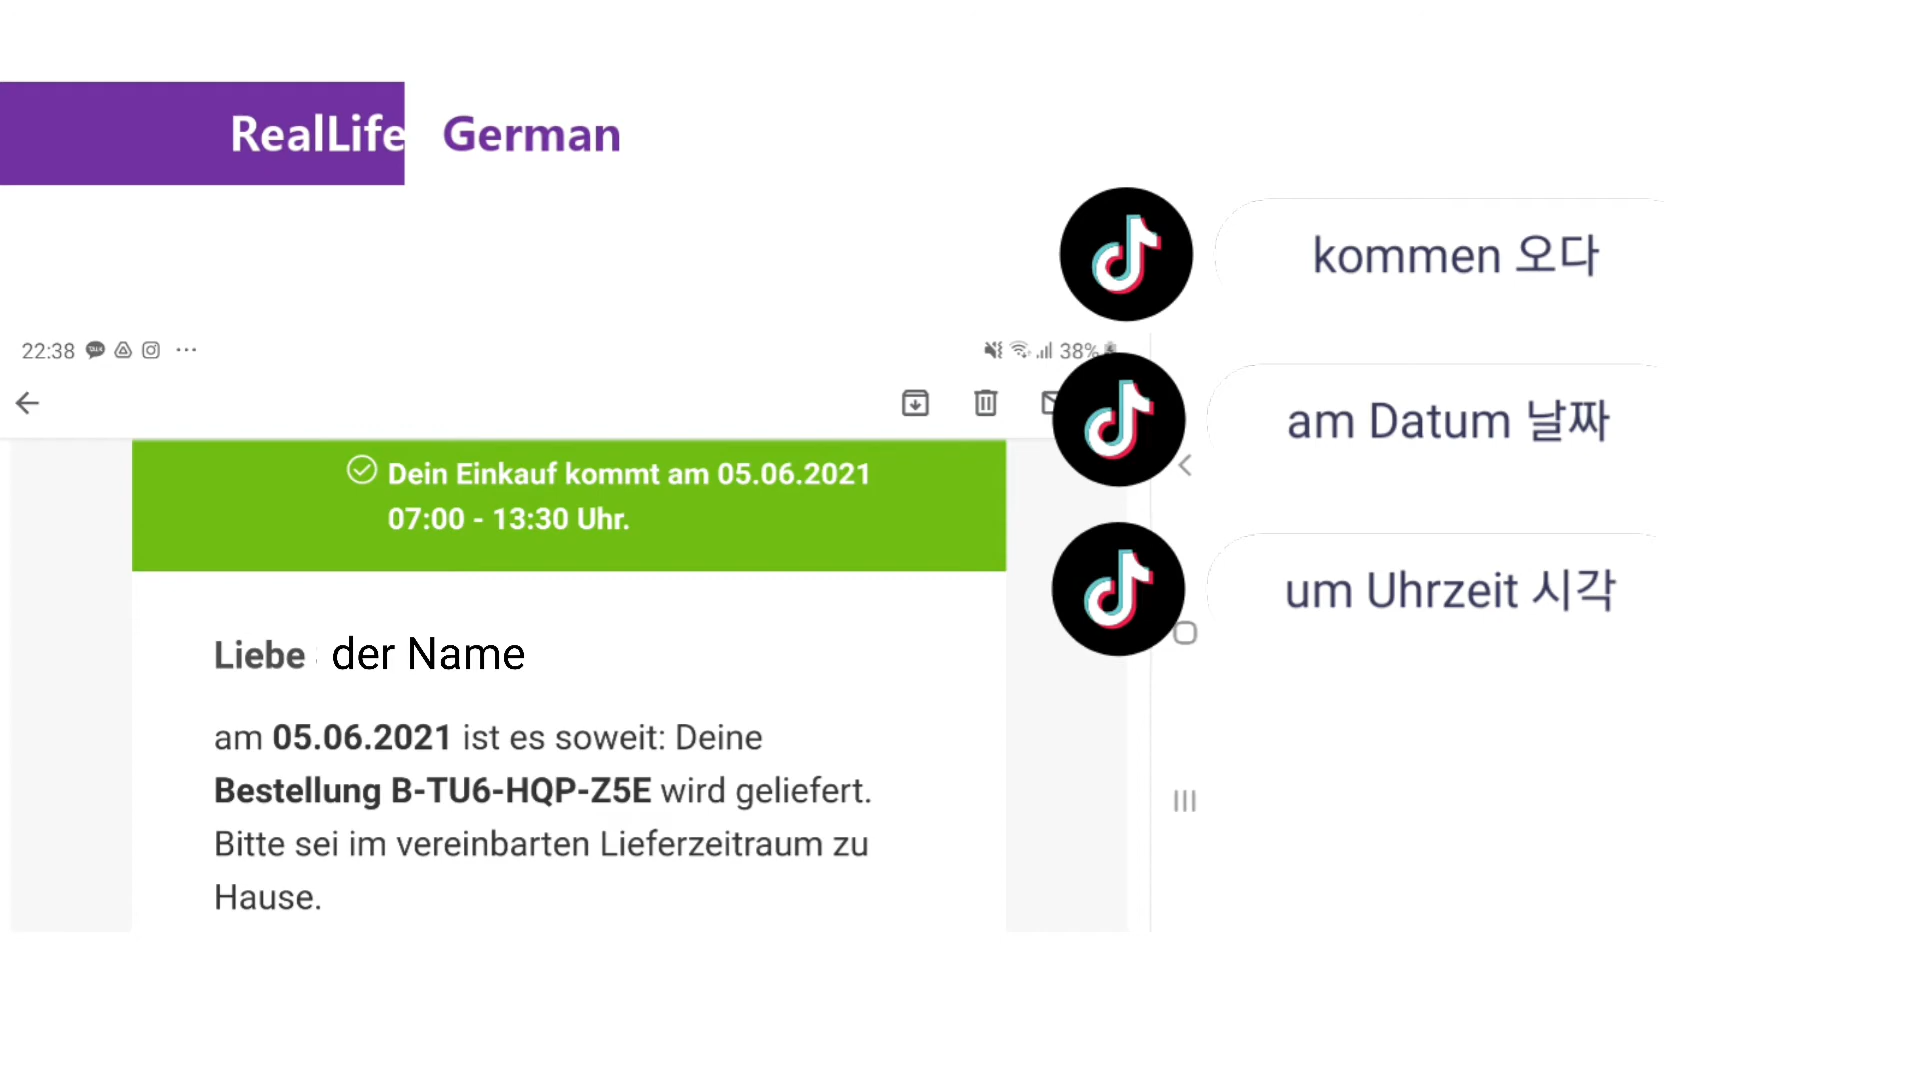 RealLife German
kommen 오다
22:38 38%
am Datum 날짜
Dein Einkauf kommt am 05.06.2021
07:00 - 13:30 Uhr.
um Uhrzeit 시각
Liebe der Name
am 05.06.2021 ist es soweit: Deine
Bestellung B-TU6-HQP-Z5E wird geliefert.
Bitte sei im vereinbarten Lieferzeitraum zu
Hause.